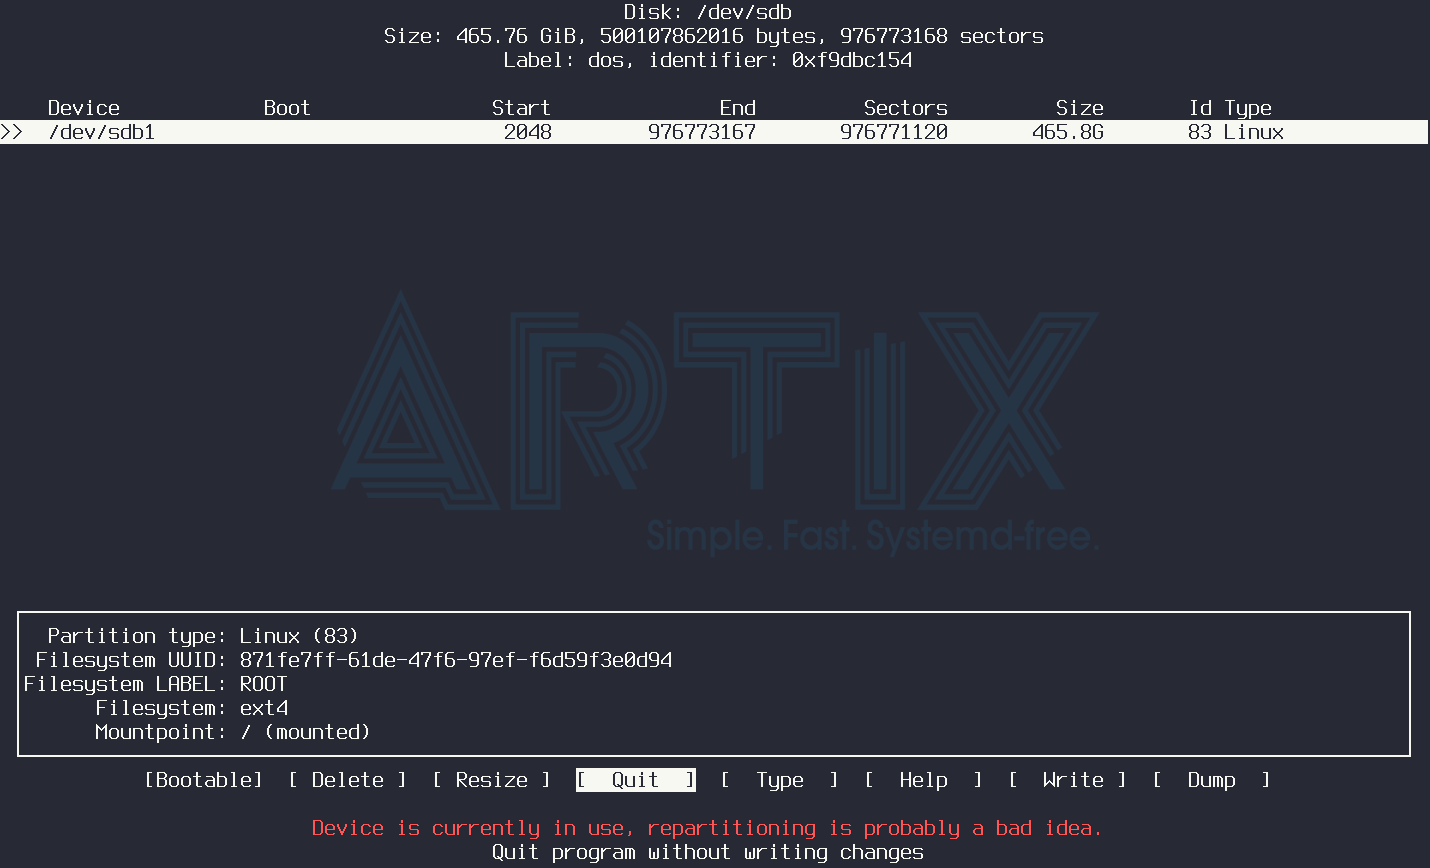 Disk: /dev/sdb
Size: 465.76 GiB, 500107862016 bytes, 976773168 sectors
Label: dos, identifier: 0xf9dbc154
Device Boot Start End Sectors Size Id Type
>> /dev/sdb1 2048 976773167 976771120 465.8G 83 Linux
ARTIX
Simple. Fast. Systemd-free.
Partition type: Linux (83)
Filesystem UUID: 871fe7ff-61de-47f6-97ef-f6d59f3e0d94
Filesystem LABEL: ROOT
Filesystem: ext4
Mountpoint: / (mounted)
[Bootable] [ Delete ] [ Resize ] [ Quit ] [ Type ] [ Help ] [ Write ] [ Dump ]
Device is currently in use, repartitioning is probably a bad idea.
Quit program without writing changes